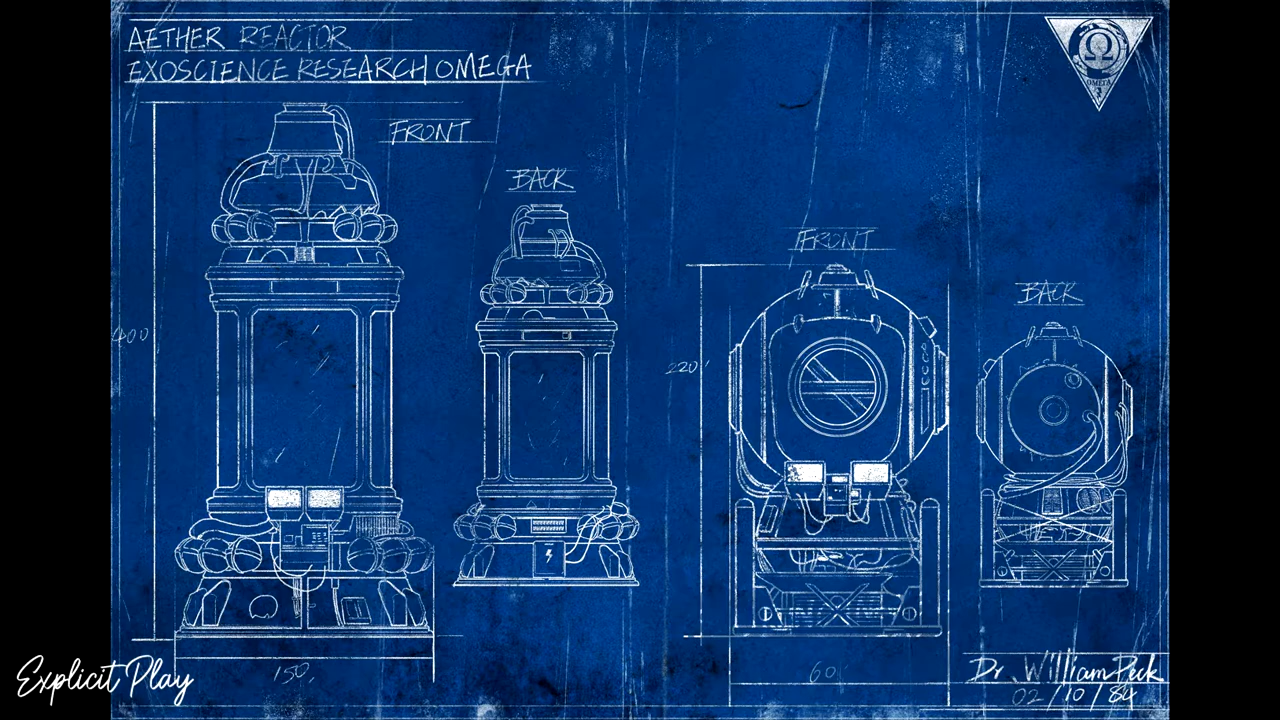 AETHER REACTOR
EXOSCIENCE RESEARCH OMEGA
FRONT
BACK
FRONT
BACK
400
220
150
60
Ω
OMEGA
Dr. William Peck
02/10/84
Explicit Play